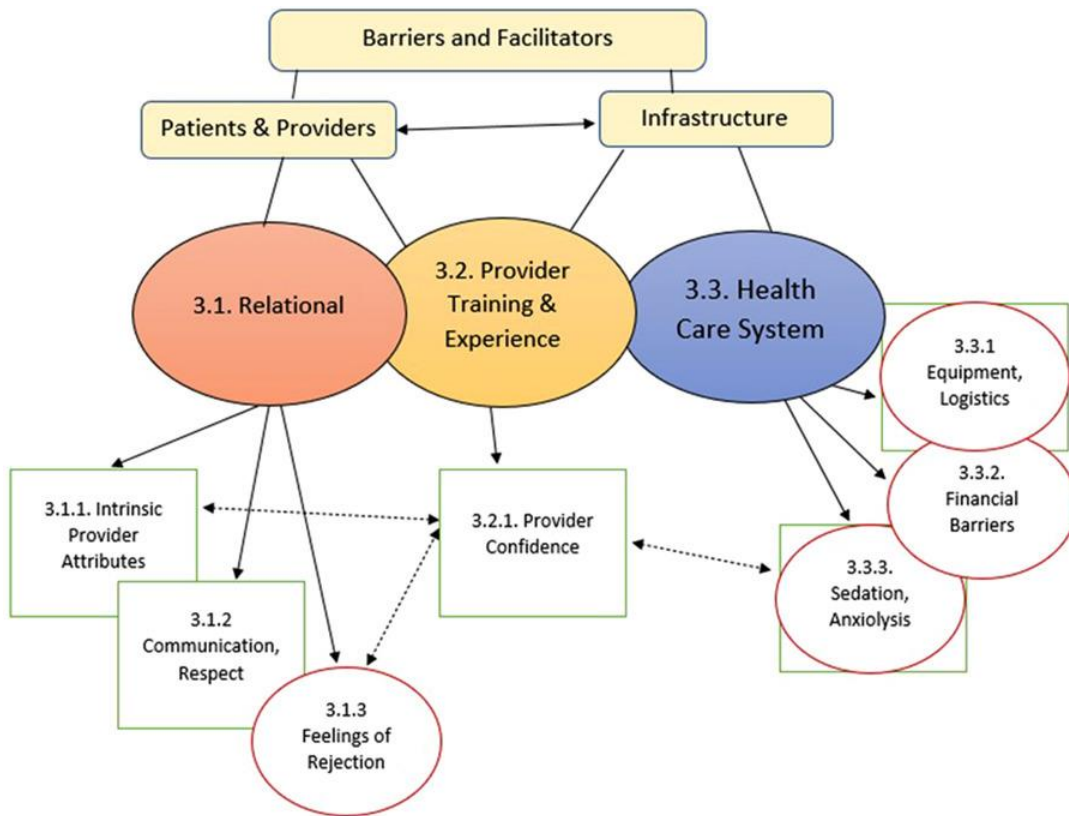 Barriers and Facilitators
Patients & Providers
Infrastructure
3.1. Relational
3.2. Provider
Training &
Experience
3.3. Health
Care System
3.3.1
Equipment,
Logistics
3.3.2.
Financial
Barriers
3.3.3.
Sedation,
Anxiolysis
3.1.1. Intrinsic
Provider
Attributes
3.2.1. Provider
Confidence
3.1.2
Communication,
Respect
3.1.3
Feelings of
Rejection